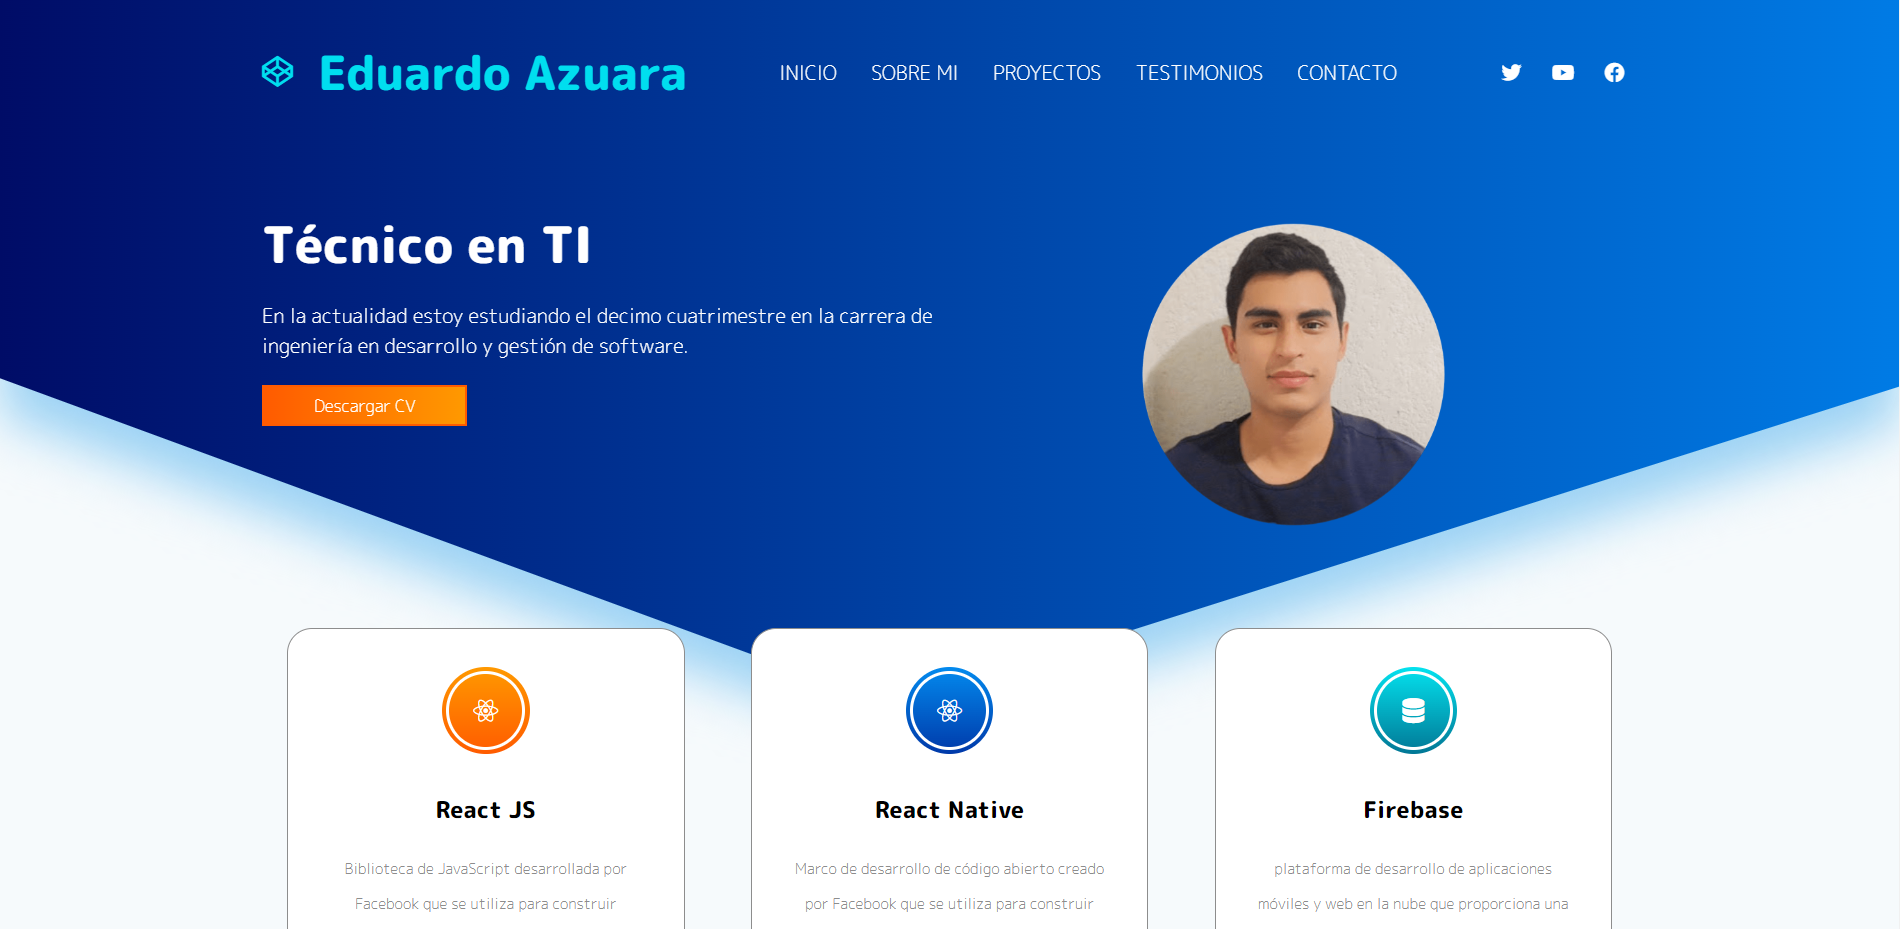 Eduardo Azuara
INICIO SOBRE MI PROYECTOS TESTIMONIOS CONTACTO
Técnico en TI
En la actualidad estoy estudiando el decimo cuatrimestre en la carrera de
ingeniería en desarrollo y gestión de software.
Descargar CV
React JS
Biblioteca de JavaScript desarrollada por
Facebook que se utiliza para construir
React Native
Marco de desarrollo de código abierto creado
por Facebook que se utiliza para construir
Firebase
plataforma de desarrollo de aplicaciones
móviles y web en la nube que proporciona una